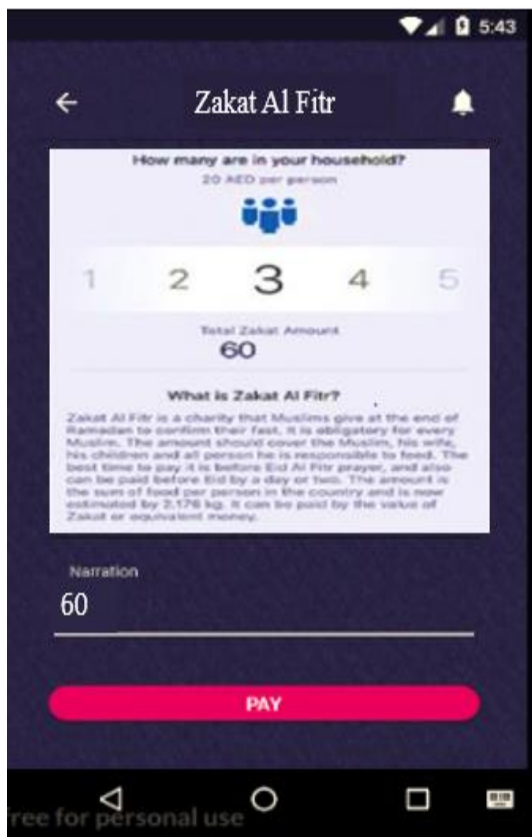 5:43
Zakat Al Fitr
How many are in your household?
20 AED per person
1 2 3 4 5
Total Zakat Amount
60
What is Zakat Al Fitr?
Zakat Al Fitr is a charity that Muslims give at the end of
Ramadan to confirm their fast. It is obligatory for every
Muslim. The amount should cover the Muslim, his wife,
his children and all person he is responsible to feed. The
best time to pay it is before Eid Al Fitr prayer, and also
can be paid before Eid by a day or two. The amount is
the sum of food per person in the country and is now
estimated by 2.176 kg. It can be paid by the value of
Zakat or equivalent money.
Narration
60
PAY
free for personal use